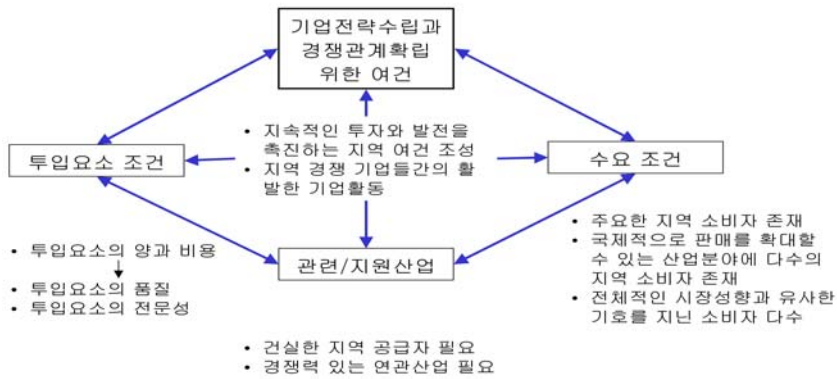 기업전략수립과
경쟁관계확립
위한 여건
• 지속적인 투자와 발전을
촉진하는 지역 여건 조성
• 지역 경쟁 기업들간의 활
발한 기업활동
투입요소 조건
수요 조건
• 투입요소의 양과 비용
• 투입요소의 품질
• 투입요소의 전문성
관련/지원산업
• 주요한 지역 소비자 존재
• 국제적으로 판매를 확대할
수 있는 산업분야에 다수의
지역 소비자 존재
• 전체적인 시장성향과 유사한
기호를 지닌 소비자 다수
• 건실한 지역 공급자 필요
• 경쟁력 있는 연관산업 필요